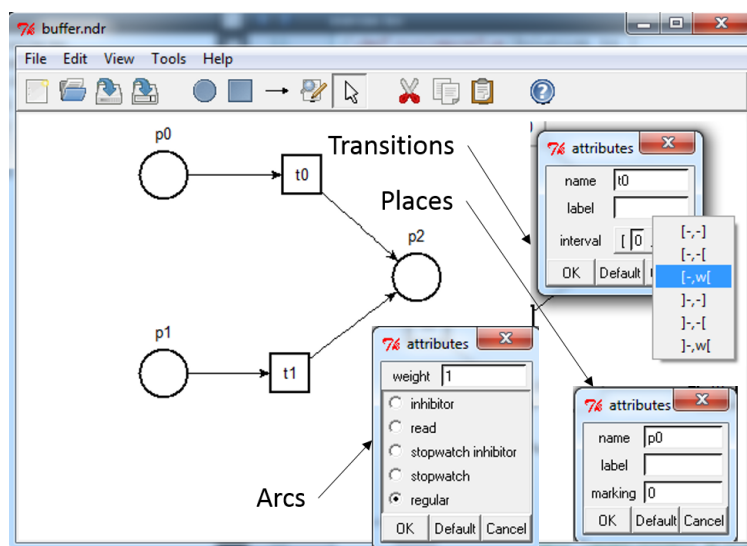 buffer.ndr
File Edit View Tools Help
p0
t0
p2
p1
t1
Transitions
Places
Arcs
attributes
name t0
label
interval [ 0
OK Default
[-,-]
[-,-[
[-,w[
]-,-]
]-,-[
]-,w[
attributes
weight 1
inhibitor
read
stopwatch inhibitor
stopwatch
regular
OK Default Cancel
attributes
name p0
label
marking 0
OK Default Cancel